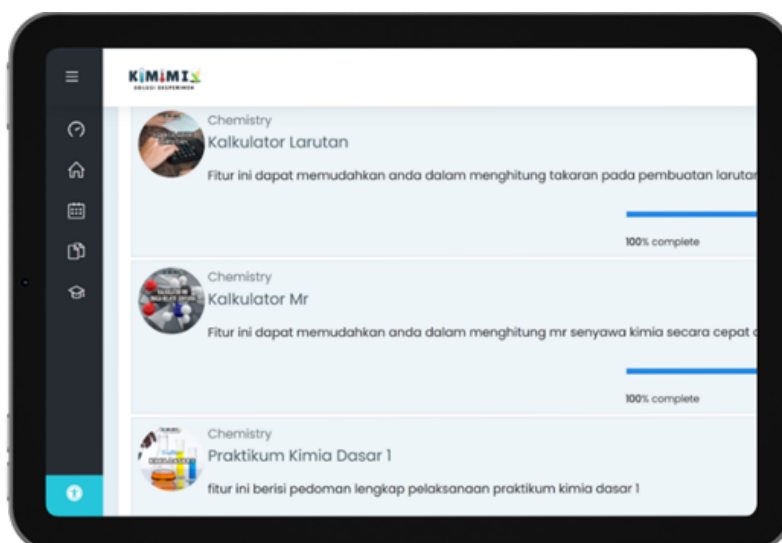 KIMIMIX
SOLUSI EKSPERIMEN
Chemistry
Kalkulator Larutan
Fitur ini dapat memudahkan anda dalam menghitung takaran pada pembuatan larutan
100% complete
Chemistry
Kalkulator Mr
Fitur ini dapat memudahkan anda dalam menghitung mr senyawa kimia secara cepat
100% complete
Chemistry
Praktikum Kimia Dasar 1
fitur ini berisi pedoman lengkap pelaksanaan praktikum kimia dasar 1